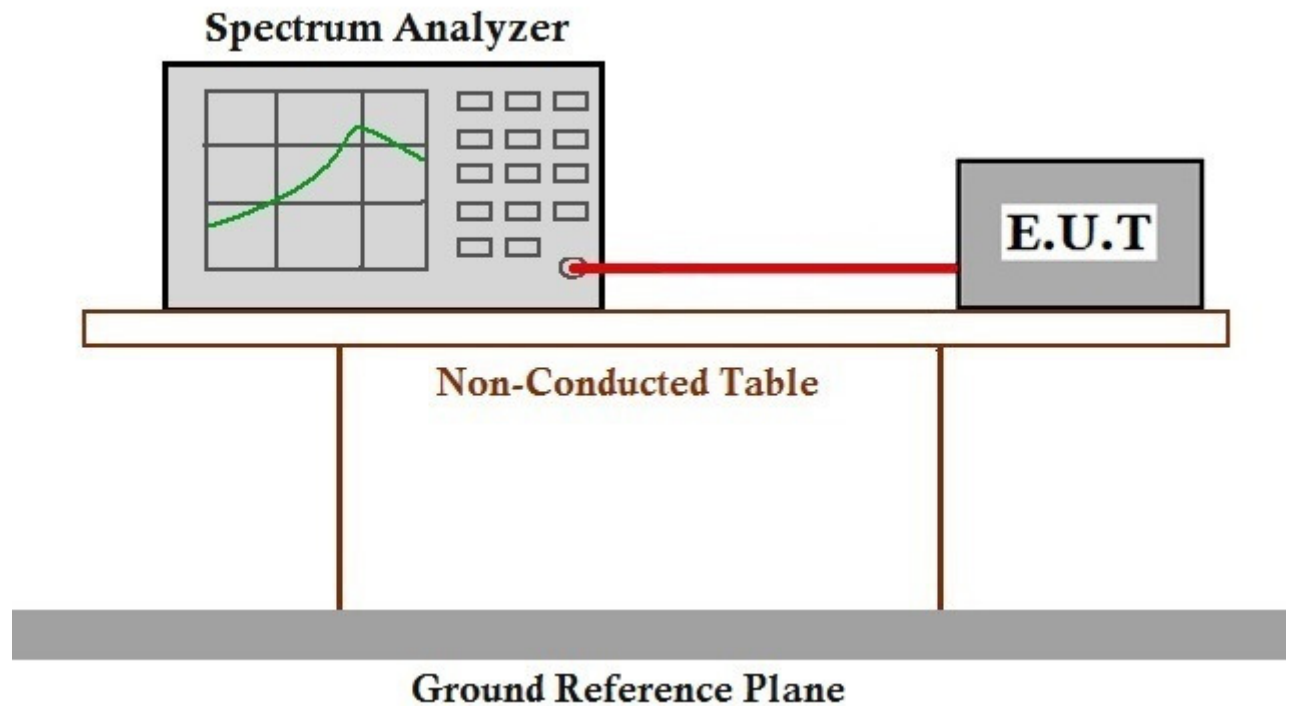 Spectrum Analyzer
E.U.T
Non-Conducted Table
Ground Reference Plane